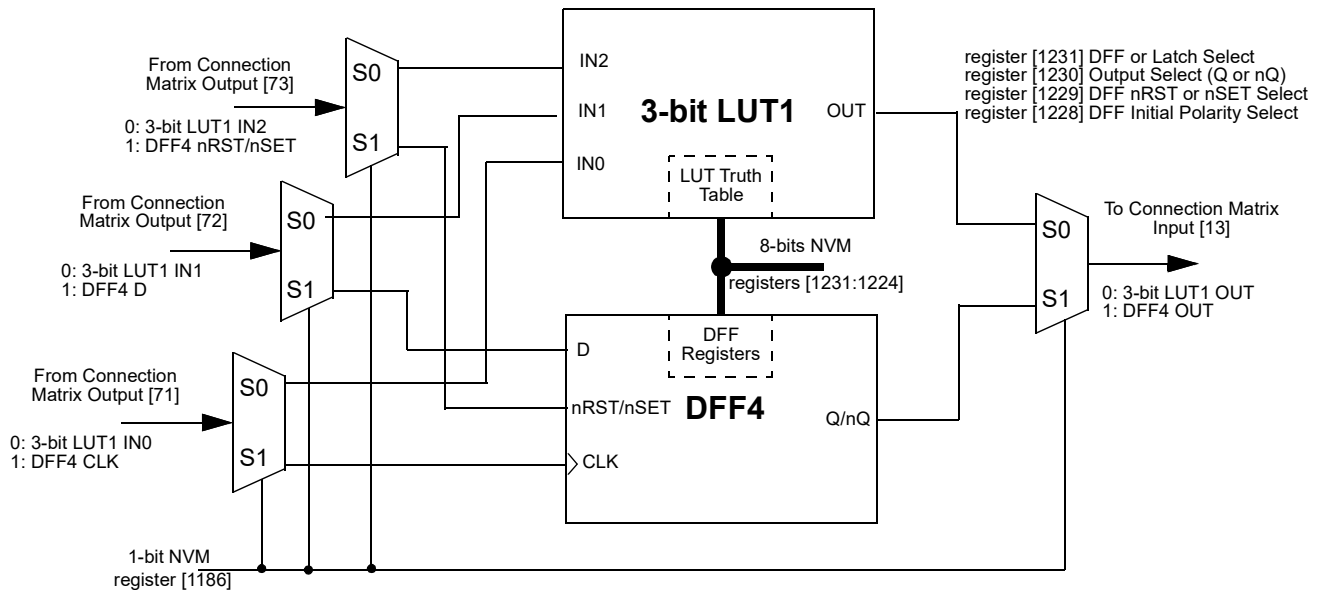 From Connection
Matrix Output [73]
0: 3-bit LUT1 IN2
1: DFF4 nRST/nSET
S0
S1
From Connection
Matrix Output [72]
0: 3-bit LUT1 IN1
1: DFF4 D
S0
S1
From Connection
Matrix Output [71]
0: 3-bit LUT1 IN0
1: DFF4 CLK
S0
S1
1-bit NVM
register [1186]
IN2
IN1
IN0
3-bit LUT1
OUT
LUT Truth
Table
8-bits NVM
registers [1231:1224]
DFF
Registers
D
nRST/nSET
CLK
DFF4
Q/nQ
register [1231] DFF or Latch Select
register [1230] Output Select (Q or nQ)
register [1229] DFF nRST or nSET Select
register [1228] DFF Initial Polarity Select
S0
S1
To Connection Matrix
Input [13]
0: 3-bit LUT1 OUT
1: DFF4 OUT